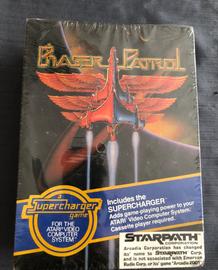 PHASER PATROL
Supercharger
game
FOR THE
ATARI® VIDEO
COMPUTER
SYSTEM™
Includes the
SUPERCHARGER™
Adds game-playing power to your
ATARI® Video Computer System.
Cassette player required.
STARPATH
CORPORATION
Arcadia Corporation has changed
its name to STARPATH Corp.
and is not associated with Emerson
Radio Corp. or its' game "Arcadia 2001"